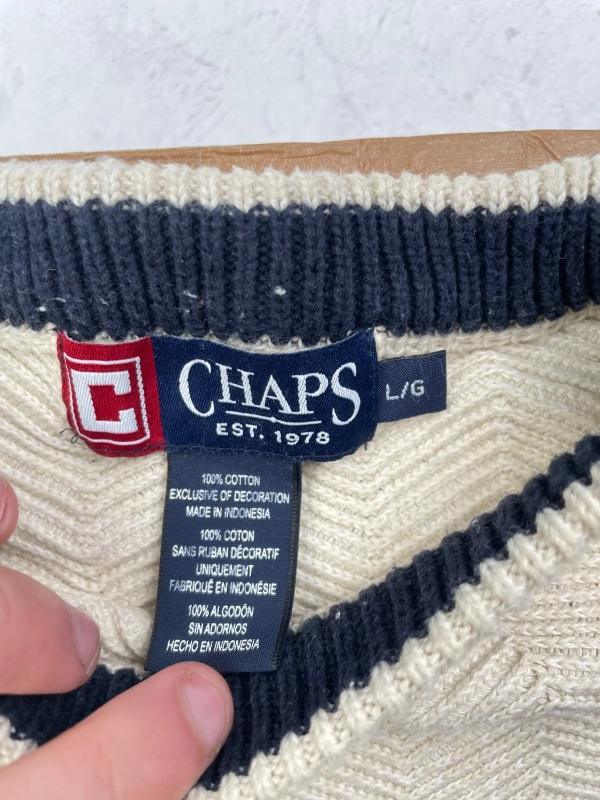 C
CHAPS
EST. 1978
L/G
100% COTTON
EXCLUSIVE OF DECORATION
MADE IN INDONESIA
100% COTON
SANS RUBAN DÉCORATIF
UNIQUEMENT
FABRIQUÉ EN INDONÉSIE
100% ALGODÓN
SIN ADORNOS
HECHO EN INDONESIA